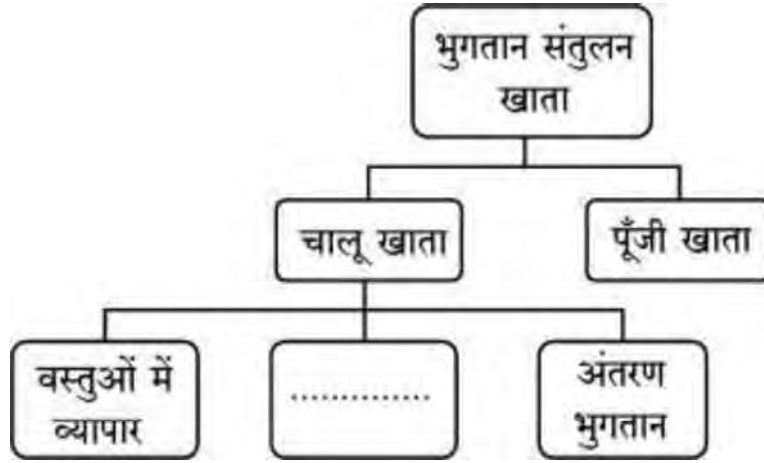 भुगतान संतुलन
खाता
चालू खाता
पूँजी खाता
वस्तुओं में
व्यापार
..............
अंतरण
भुगतान